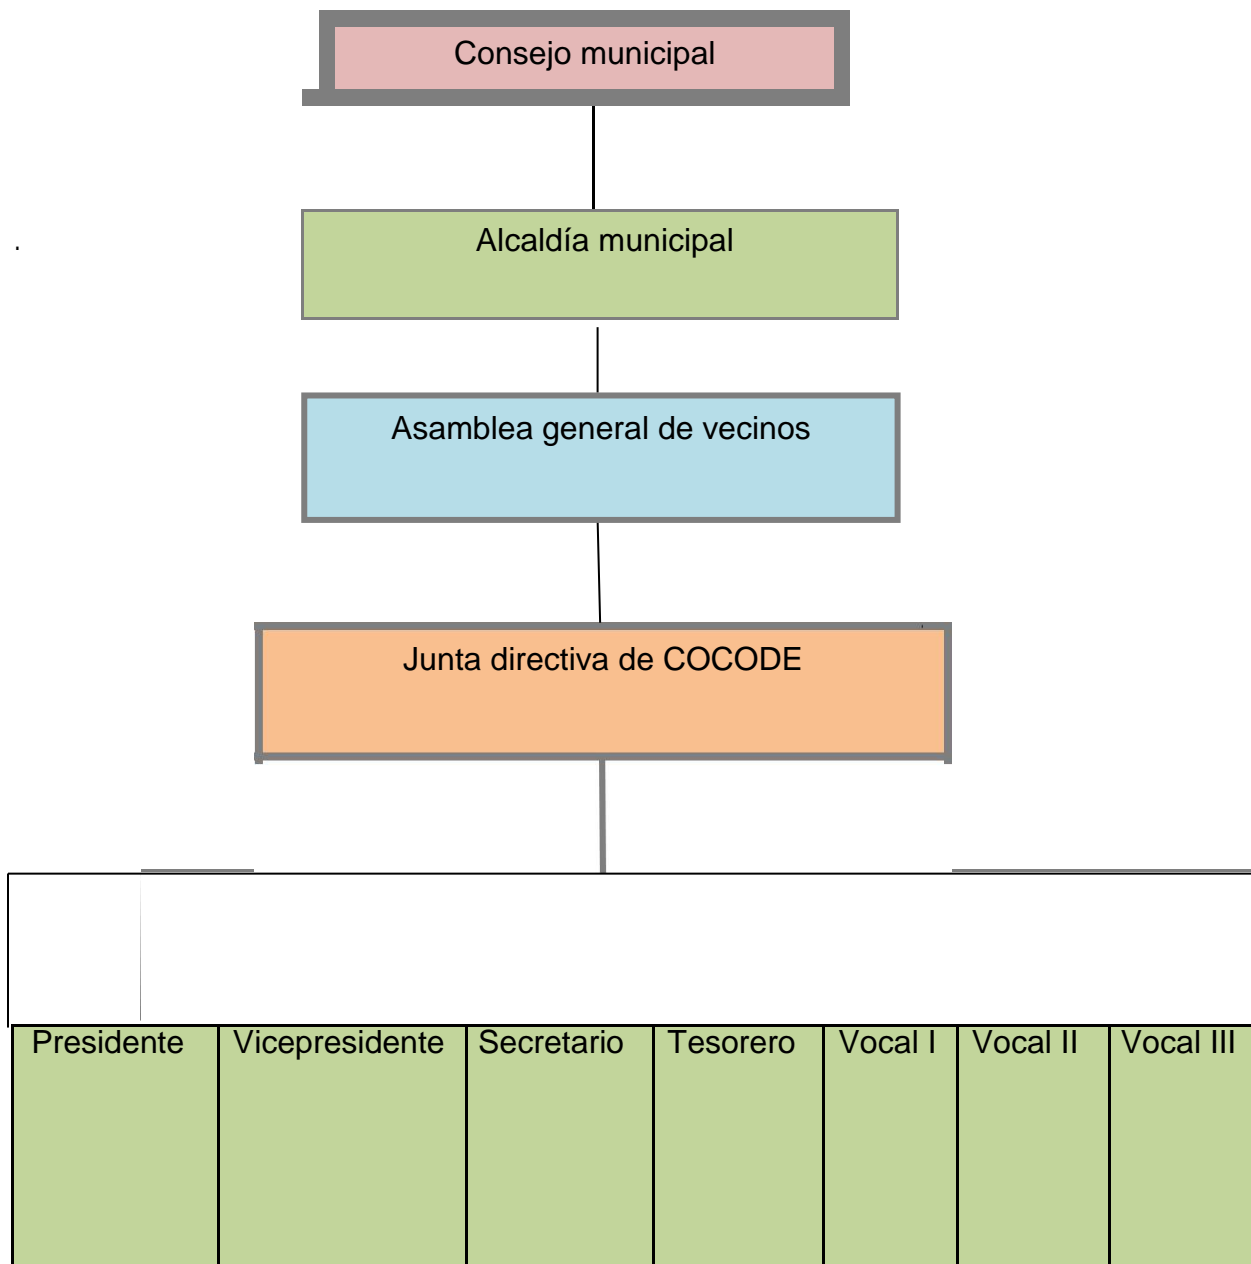 Consejo municipal
Alcaldía municipal
.
Asamblea general de vecinos
Junta directiva de COCODE
Presidente Vicepresidente Secretario Tesorero Vocal I Vocal II Vocal III